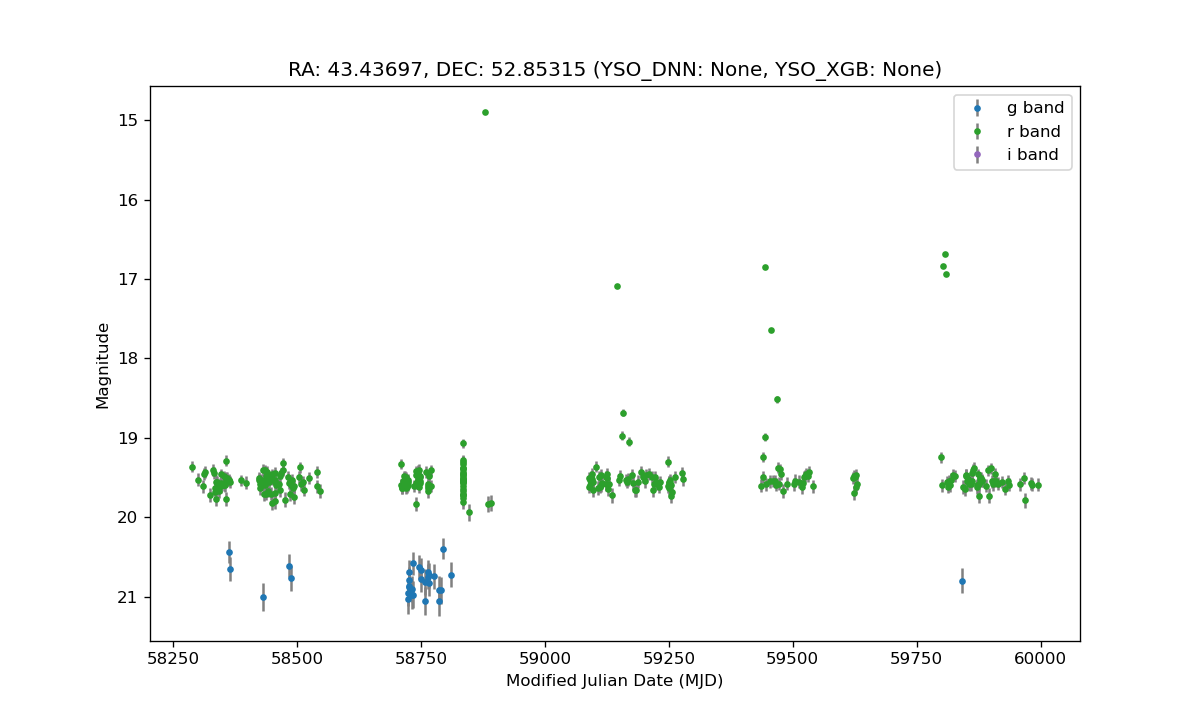 RA: 43.43697, DEC: 52.85315 (YSO_DNN: None, YSO_XGB: None)
g band
r band
i band
15
16
17
18
19
20
21
Magnitude
58250 58500 58750 59000 59250 59500 59750 60000
Modified Julian Date (MJD)